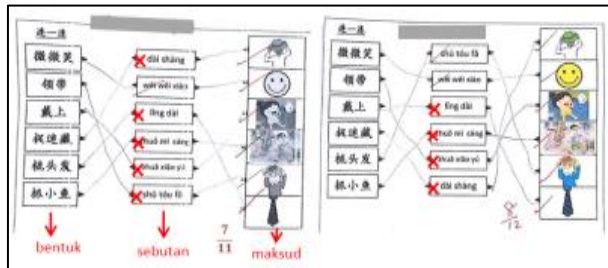 连一连
微微笑
领带
戴上
捉迷藏
梳头发
抓小鱼
dài shàng
wēi wēi xiào
lǐng dài
zhuō mí cáng
zhuā xiǎo yú
shū tóu fǎ
bentuk
sebutan
7
11
maksud
连一连
微微笑
领带
戴上
捉迷藏
梳头发
抓小鱼
shū tóu fǎ
wēi wēi xiào
lǐng dài
zhuō mí cáng
zhuā xiǎo yú
dài shàng
12